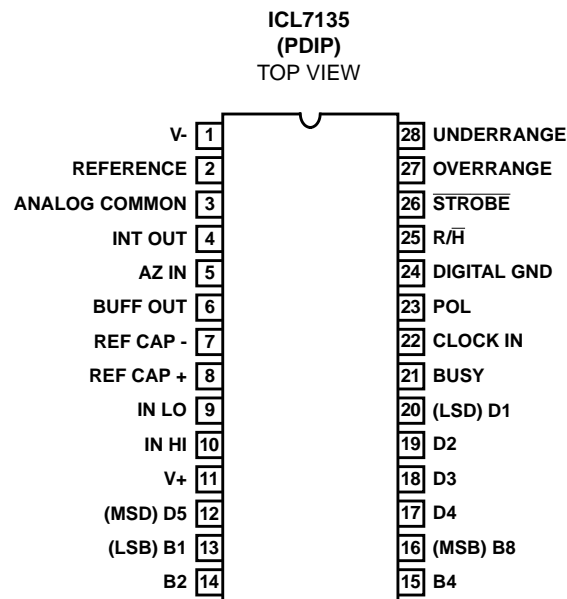 ICL7135
(PDIP)
TOP VIEW
V- 1 28 UNDERRANGE
REFERENCE 2 27 OVERRANGE
ANALOG COMMON 3 26 S̅T̅R̅O̅B̅E̅
INT OUT 4 25 R/H̅
AZ IN 5 24 DIGITAL GND
BUFF OUT 6 23 POL
REF CAP - 7 22 CLOCK IN
REF CAP + 8 21 BUSY
IN LO 9 20 (LSD) D1
IN HI 10 19 D2
V+ 11 18 D3
(MSD) D5 12 17 D4
(LSB) B1 13 16 (MSB) B8
B2 14 15 B4